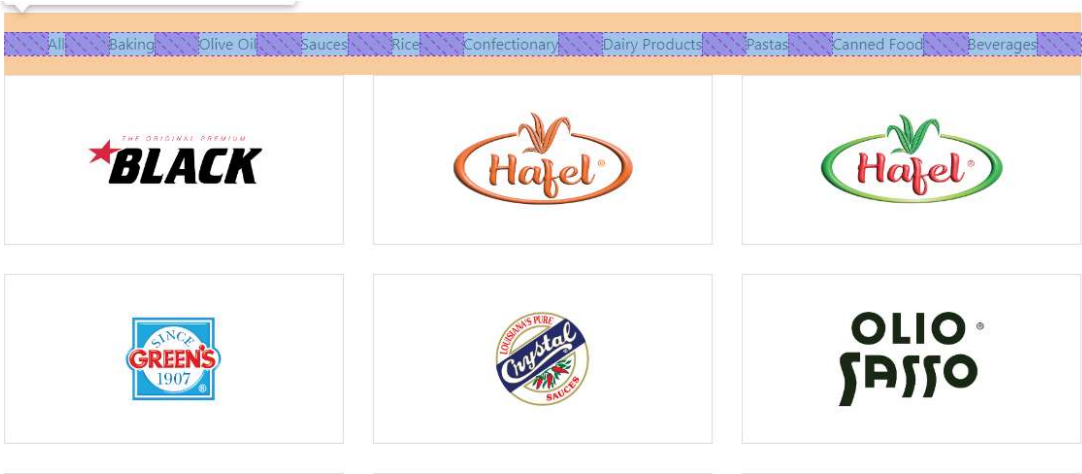 All Baking Olive Oil Sauces Rice Confectionary Dairy Products Pastas Canned Food Beverages
THE ORIGINAL PREMIUM
BLACK
Hafel ®
Hafel ®
SINCE
GREEN'S
1907
®
LOUISIANA'S PURE
Crystal
SAUCES
OLIO ®
SASSO